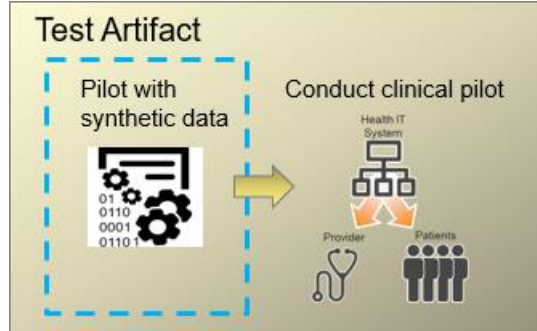 Test Artifact
Pilot with
synthetic data
01
0110
0001
01101
Conduct clinical pilot
Health IT
System
Provider
Patients